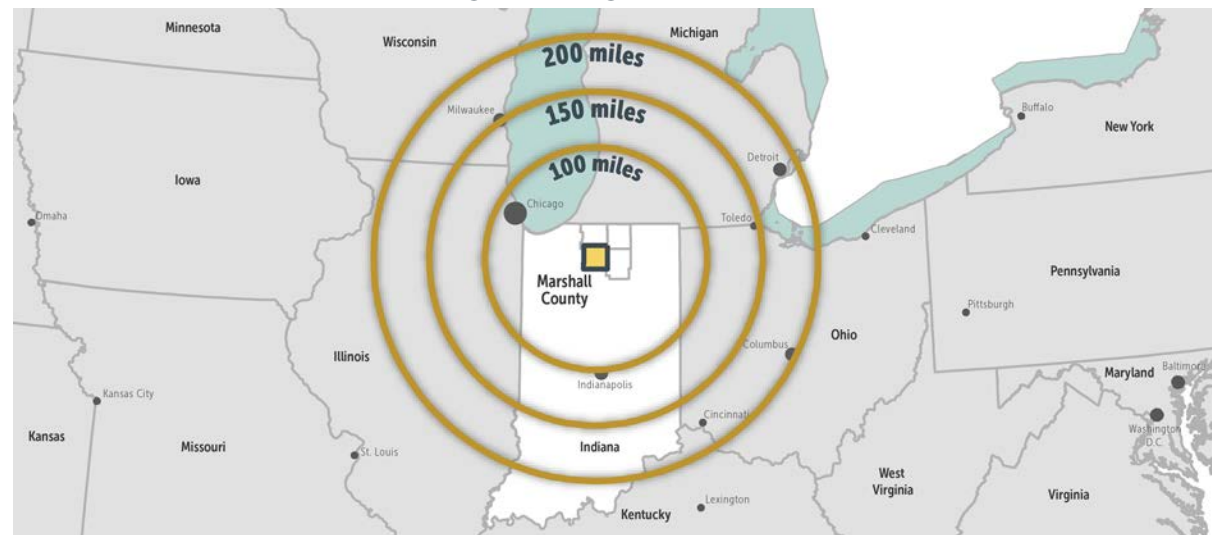 Minnesota
Wisconsin
Michigan
200 miles
Milwaukee
150 miles
Buffalo
New York
100 miles
Detroit
Iowa
Chicago
Omaha
Toledo
Cleveland
Marshall
County
Pennsylvania
Pittsburgh
Illinois
Ohio
Columbus
Indianapolis
Maryland
Baltimore
Kansas City
Cincinnati
Kansas
Missouri
Indiana
St. Louis
Washington
D.C.
West
Virginia
Virginia
Lexington
Kentucky